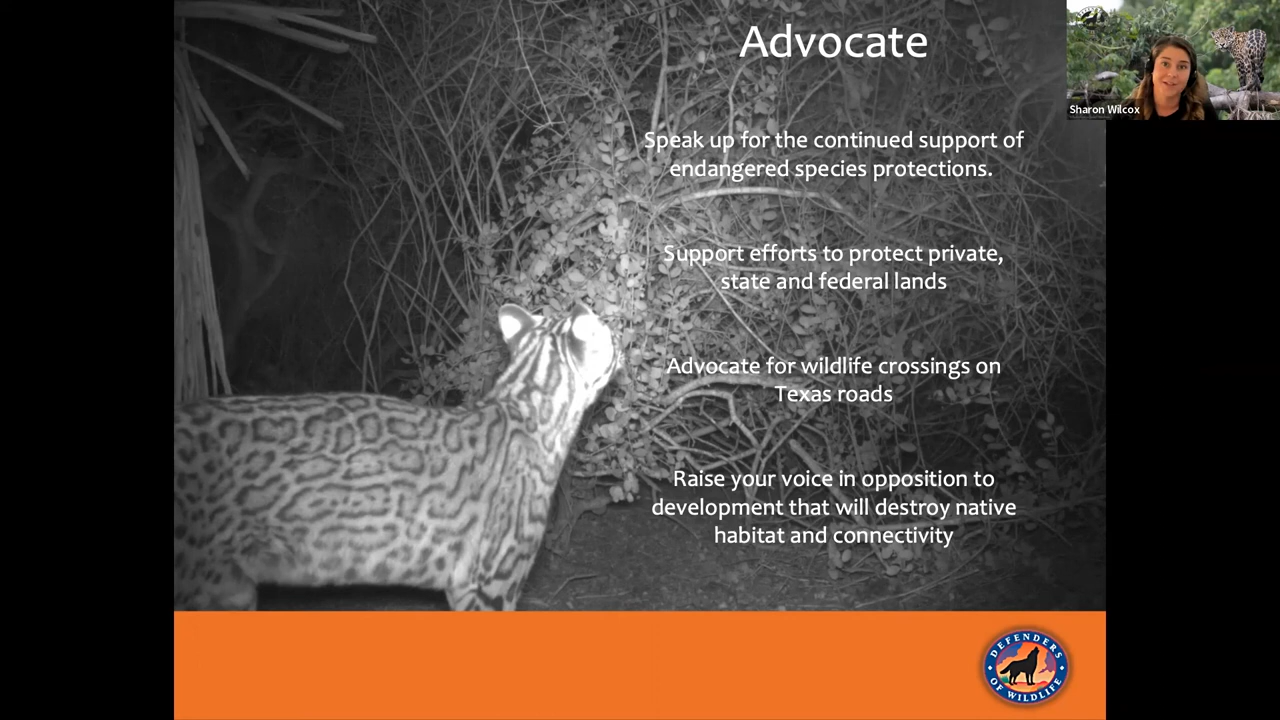 Advocate
Sharon Wilcox
Speak up for the continued support of
endangered species protections.
Support efforts to protect private,
state and federal lands
Advocate for wildlife crossings on
Texas roads
Raise your voice in opposition to
development that will destroy native
habitat and connectivity
DEFENDERS
OF WILDLIFE